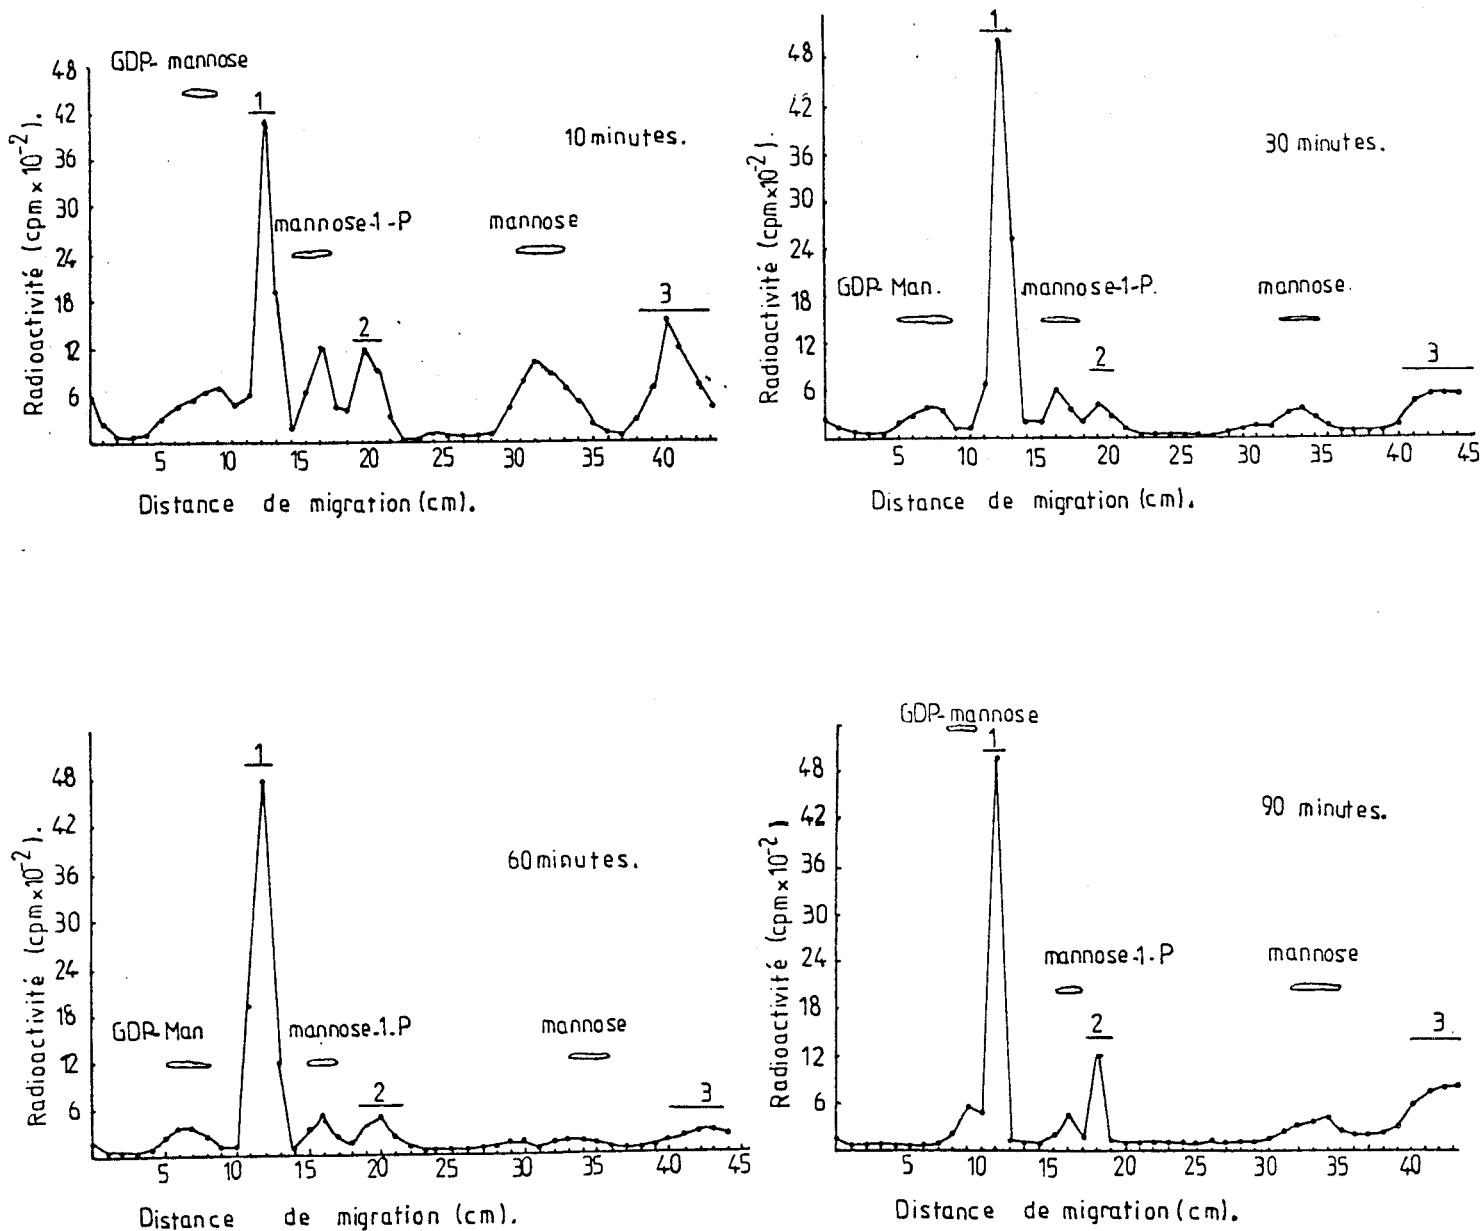 GDP- mannose
48
42
36
30
24
18
12
6
Radioactivité (cpm x 10-2).
1
10 minutes.
mannose-1-P
mannose
2
3
5 10 15 20 25 30 35 40
Distance de migration (cm).
1
48
42
36
30
24
18
12
6
Radioactivité (cpm x 10-2).
30 minutes.
GDP- Man.
mannose-1-P.
mannose.
2
3
5 10 15 20 25 30 35 40 45
Distance de migration (cm).
1
48
42
36
30
24
18
12
6
Radioactivité (cpm x 10-2).
60 minutes.
GDP-Man
mannose-1-P
mannose
2
3
5 10 15 20 25 30 35 40 45
Distance de migration (cm).
GDP- mannose
1
48
42
36
30
24
18
12
6
Radioactivité (cpm x 10-2)
90 minutes.
mannose-1-P
mannose
2
3
5 10 15 20 25 30 35 40
Distance de migration (cm).